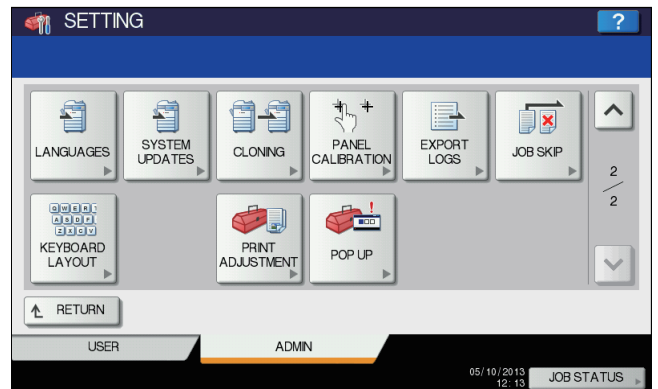 SETTING
?
LANGUAGES
SYSTEM
UPDATES
CLONING
PANEL
CALIBRATION
EXPORT
LOGS
JOB SKIP
2
2
KEYBOARD
LAYOUT
PRINT
ADJUSTMENT
POP UP
RETURN
USER
ADMIN
05/10/2013
12:13
JOB STATUS